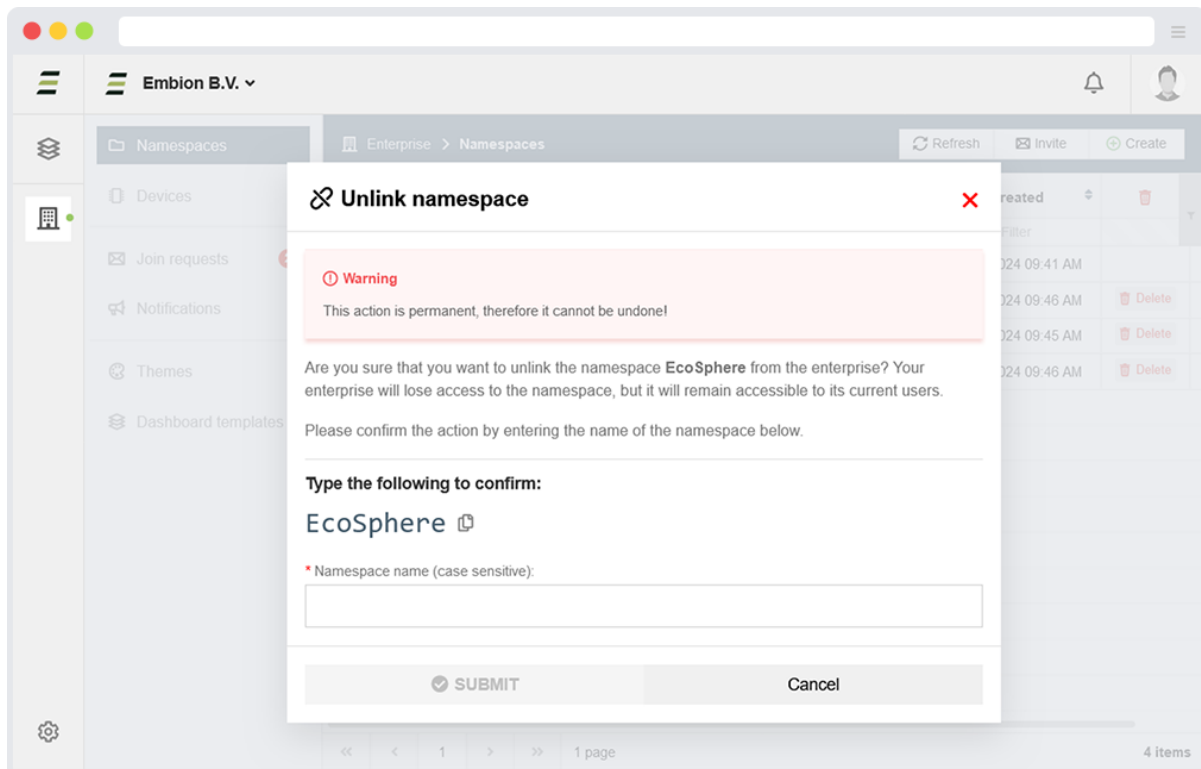 Embion B.V.
Namespaces
Enterprise > Namespaces
Refresh
Invite
Create
Devices
Join requests
Notifications
Themes
Dashboard templates
Unlink namespace
Warning
This action is permanent, therefore it cannot be undone!
Are you sure that you want to unlink the namespace EcoSphere from the enterprise? Your
enterprise will lose access to the namespace, but it will remain accessible to its current users.
Please confirm the action by entering the name of the namespace below.
Type the following to confirm:
EcoSphere
* Namespace name (case sensitive):
SUBMIT
Cancel
reated
Filter
024 09:41 AM
024 09:46 AM
Delete
024 09:45 AM
Delete
024 09:46 AM
Delete
<< < 1 > >> 1 page
4 items